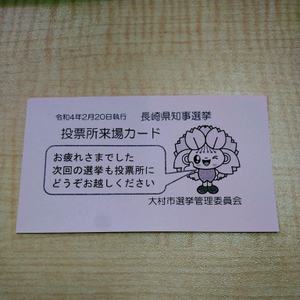 令和4年2月20日執行 長崎県知事選挙
投票所来場カード
お疲れさまでした
次回の選挙も投票所に
どうぞお越しください
大村市選挙管理委員会